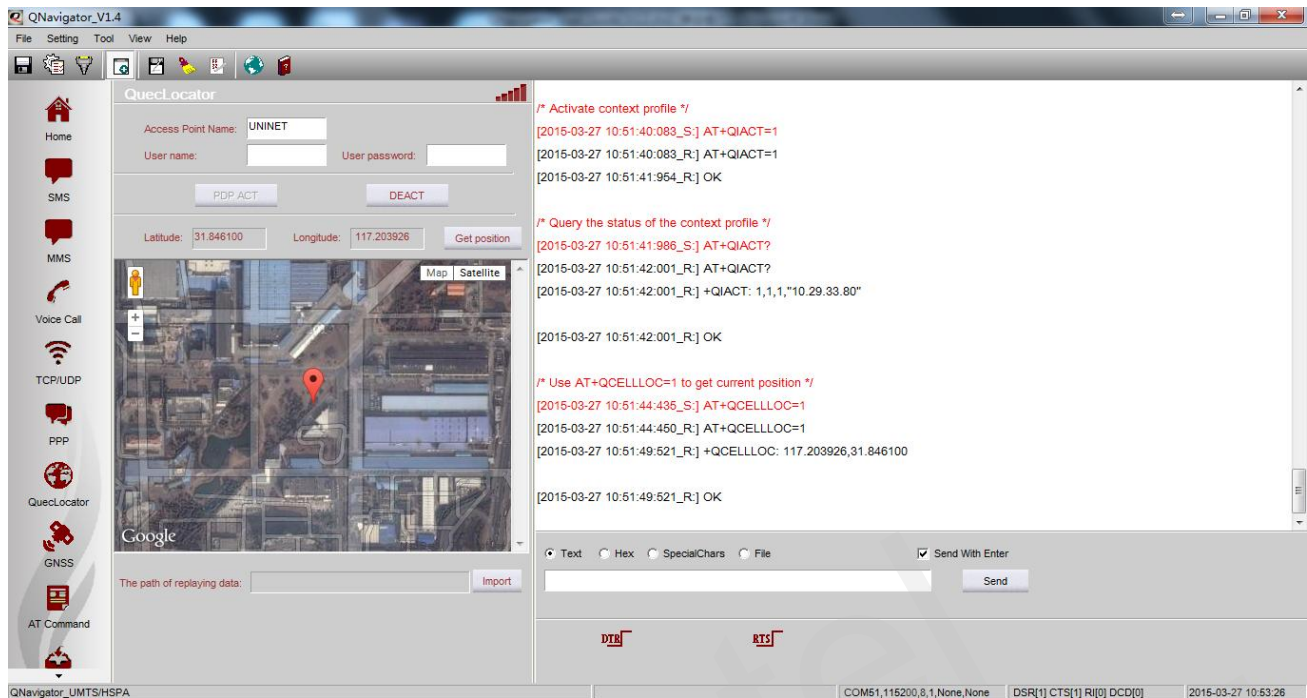 QNavigator_V1.4
File Setting Tool View Help
Home
SMS
MMS
Voice Call
TCP/UDP
PPP
QuecLocator
GNSS
AT Command
QuecLocator
Access Point Name: UNINET
User name: User password:
PDP ACT DEACT
Latitude: 31.846100 Longitude: 117.203926 Get position
Map Satellite
Google
The path of replaying data: Import
/* Activate context profile */
[2015-03-27 10:51:40:083_S:] AT+QIACT=1
[2015-03-27 10:51:40:083_R:] AT+QIACT=1
[2015-03-27 10:51:41:954_R:] OK
/* Query the status of the context profile */
[2015-03-27 10:51:41:986_S:] AT+QIACT?
[2015-03-27 10:51:42:001_R:] AT+QIACT?
[2015-03-27 10:51:42:001_R:] +QIACT: 1,1,1,"10.29.33.80"
[2015-03-27 10:51:42:001_R:] OK
/* Use AT+QCELLLOC=1 to get current position */
[2015-03-27 10:51:44:435_S:] AT+QCELLLOC=1
[2015-03-27 10:51:44:450_R:] AT+QCELLLOC=1
[2015-03-27 10:51:49:521_R:] +QCELLLOC: 117.203926,31.846100
[2015-03-27 10:51:49:521_R:] OK
Text Hex SpecialChars File Send With Enter
Send
DTR RTS
QNavigator_UMTS/HSPA COM51,115200,8,1,None,None DSR[1] CTS[1] RI[0] DCD[0] 2015-03-27 10:53:26